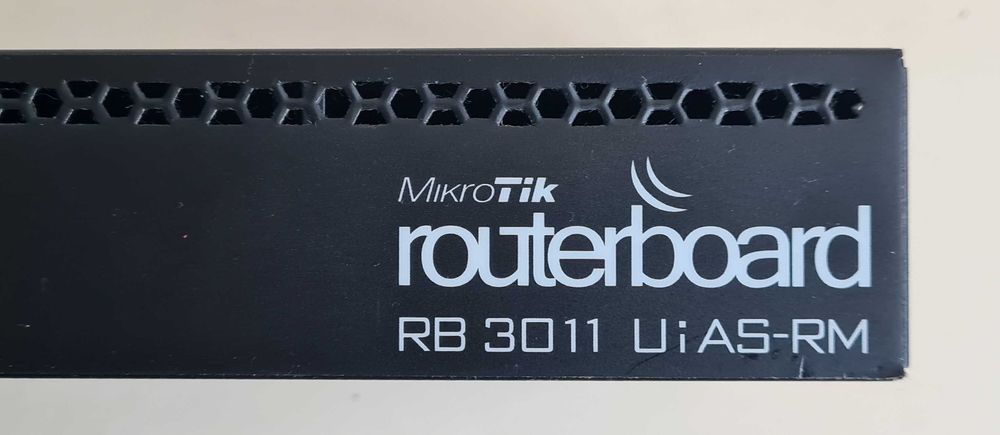 MikroTik
routerboard
RB 3011 UiAS-RM